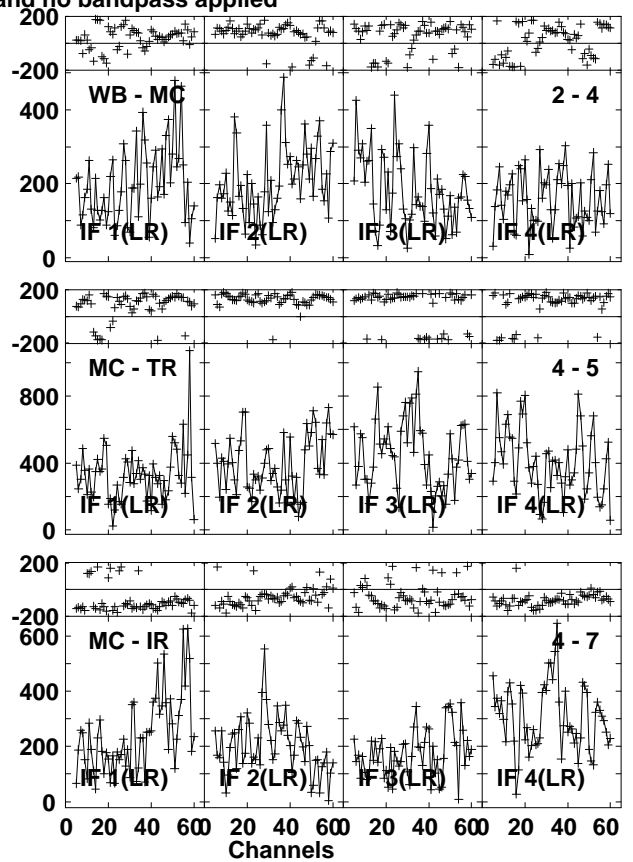 and no bandpass applied
200
-200
WB - MC
2 - 4
400
200
0
IF 1(LR)
IF 2(LR)
IF 3(LR)
IF 4(LR)
200
-200
MC - TR
4 - 5
800
400
0
IF 1(LR)
IF 2(LR)
IF 3(LR)
IF 4(LR)
200
-200
MC - IR
4 - 7
600
400
200
0
IF 1(LR)
IF 2(LR)
IF 3(LR)
IF 4(LR)
0 20 40 60 0 20 40 60 0 20 40 60 0 20 40 60
Channels